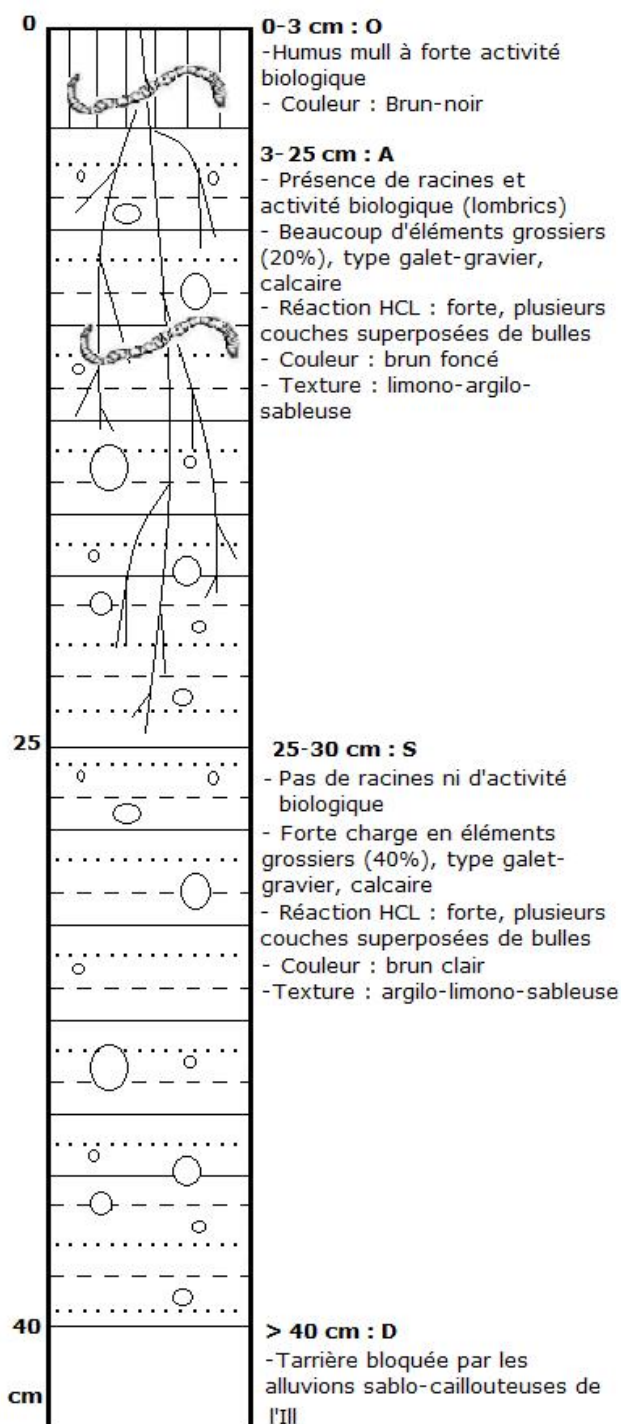 0
0-3 cm : O
-Humus mull à forte activité
biologique
- Couleur : Brun-noir
3-25 cm : A
- Présence de racines et
activité biologique (lombrics)
- Beaucoup d'éléments grossiers
(20%), type galet-gravier,
calcaire
- Réaction HCL : forte, plusieurs
couches superposées de bulles
- Couleur : brun foncé
- Texture : limono-argilo-
sableuse
25
25-30 cm : S
- Pas de racines ni d'activité
biologique
- Forte charge en éléments
grossiers (40%), type galet-
gravier, calcaire
- Réaction HCL : forte, plusieurs
couches superposées de bulles
- Couleur : brun clair
-Texture : argilo-limono-sableuse
40
> 40 cm : D
-Tarrière bloquée par les
alluvions sablo-caillouteuses de
l'Ill
cm